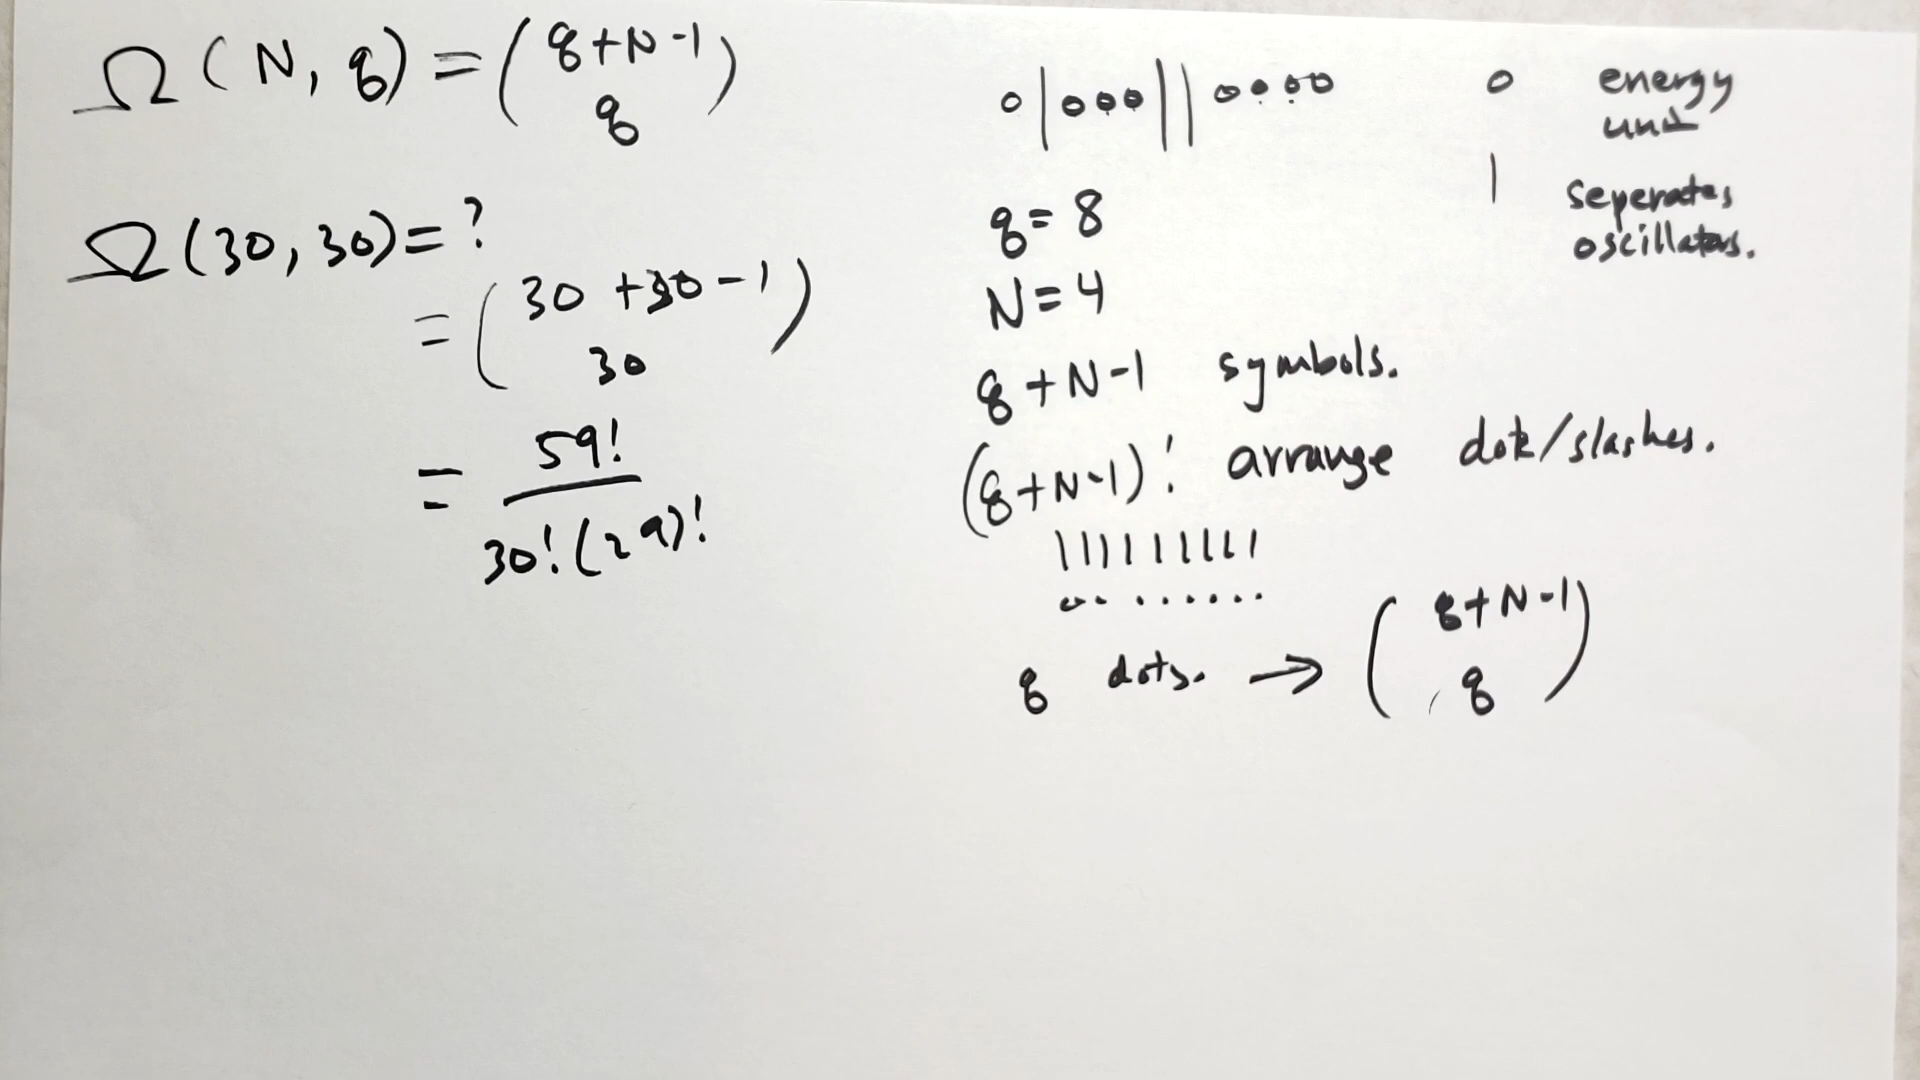 Ω(N, q) = (q+N-1
q)
Ω(30, 30) = ?
= (30 + 30 - 1
30)
= 59!
30! (29)!
o|ooo||oooo
o energy
unit
| seperates
oscillators.
q = 8
N = 4
q + N - 1 symbols.
(q+N-1)! arrange dots/slashes.
| | | | | | | | |
. . . . . . . .
q dots. → (q+N-1
q)